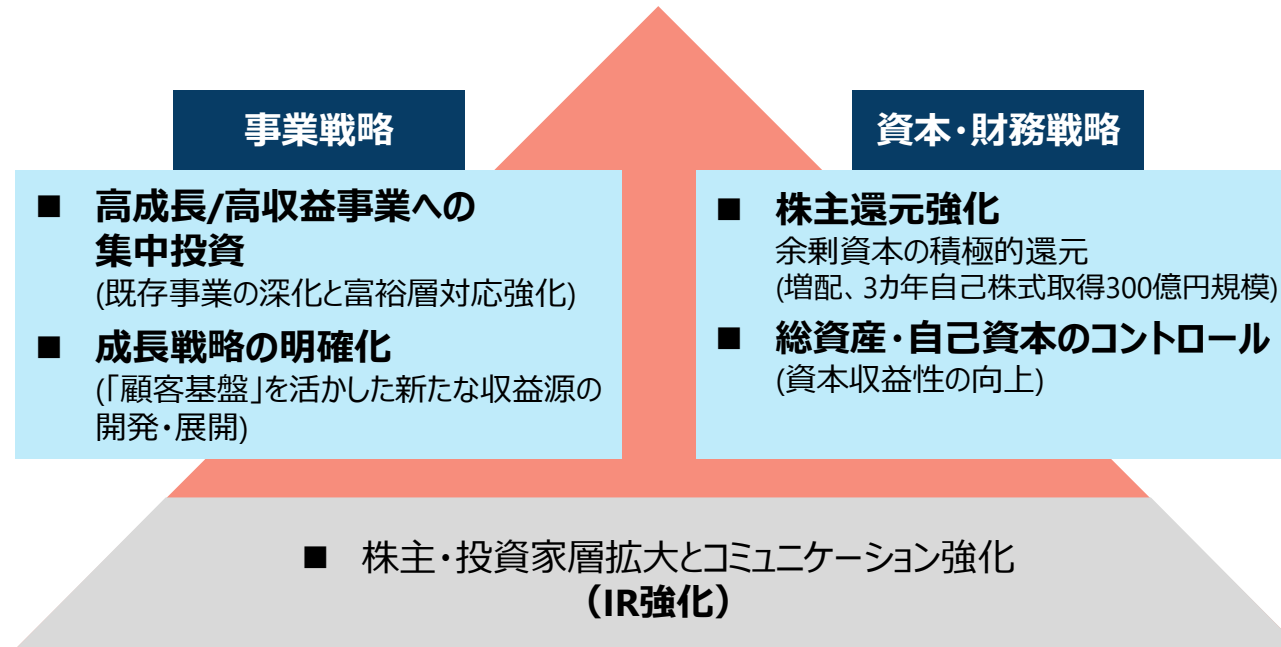 事業戦略
■ 高成長/高収益事業への
集中投資
(既存事業の深化と富裕層対応強化)
■ 成長戦略の明確化
(「顧客基盤」を活かした新たな収益源の
開発・展開)
資本・財務戦略
■ 株主還元強化
余剰資本の積極的還元
(増配、3カ年自己株式取得300億円規模)
■ 総資産・自己資本のコントロール
(資本収益性の向上)
■ 株主・投資家層拡大とコミュニケーション強化
（IR強化）